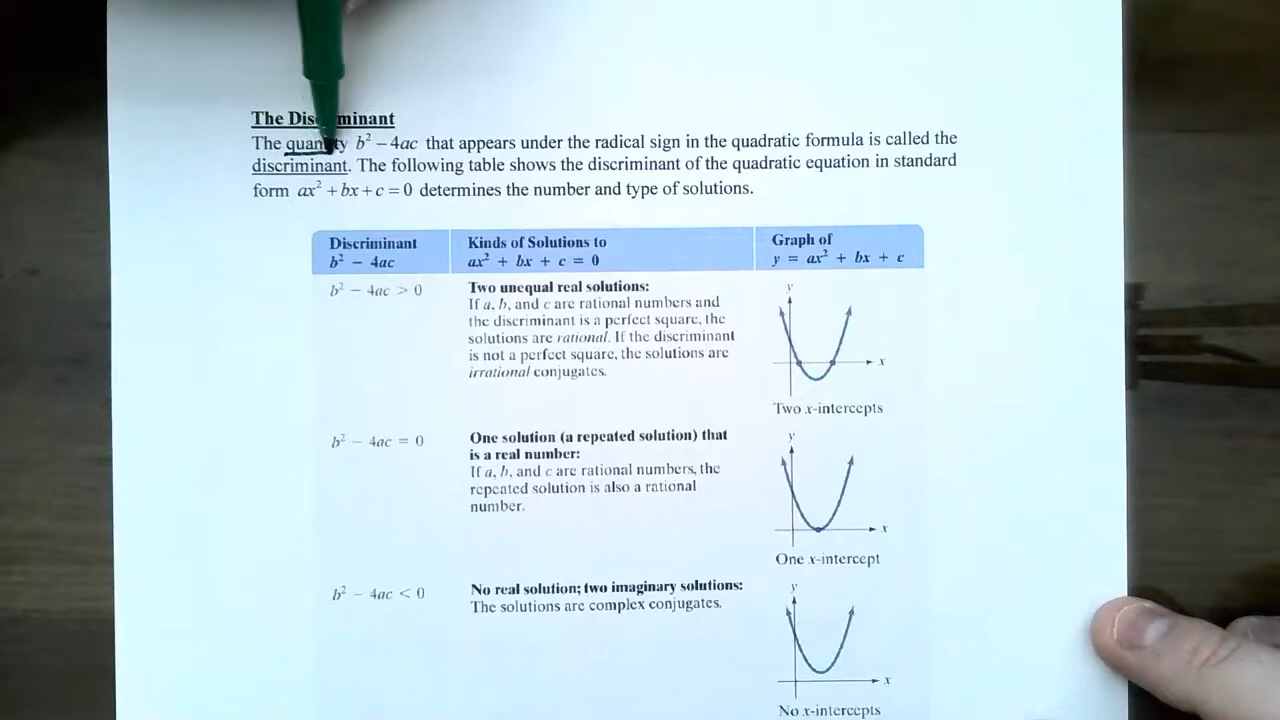 The Discriminant
The quantity b² − 4ac that appears under the radical sign in the quadratic formula is called the
discriminant. The following table shows the discriminant of the quadratic equation in standard
form ax² + bx + c = 0 determines the number and type of solutions.
Discriminant
b² − 4ac
Kinds of Solutions to
ax² + bx + c = 0
Graph of
y = ax² + bx + c
b² − 4ac > 0
Two unequal real solutions:
If a, b, and c are rational numbers and
the discriminant is a perfect square, the
solutions are rational. If the discriminant
is not a perfect square, the solutions are
irrational conjugates.
y
x
Two x-intercepts
b² − 4ac = 0
One solution (a repeated solution) that
is a real number:
If a, b, and c are rational numbers, the
repeated solution is also a rational
number.
y
x
One x-intercept
b² − 4ac < 0
No real solution; two imaginary solutions:
The solutions are complex conjugates.
y
x
No x-intercepts